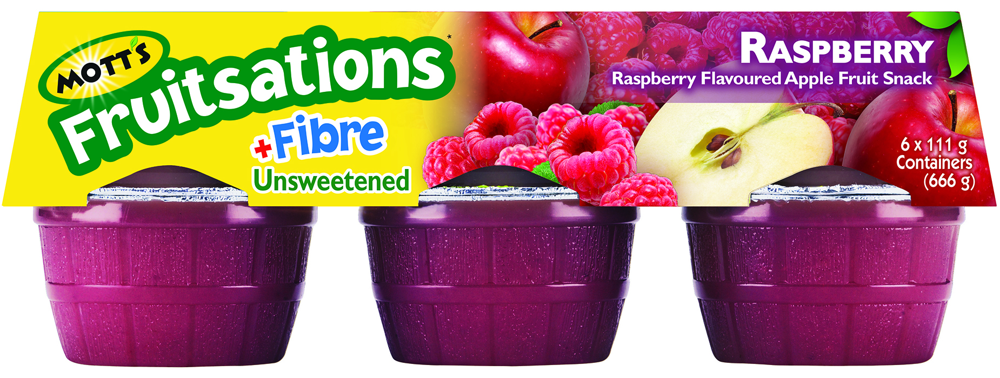 MOTT'S
Fruitsations*
+Fibre
Unsweetened
RASPBERRY
Raspberry Flavoured Apple Fruit Snack
6 x 111 g
Containers
(666 g)